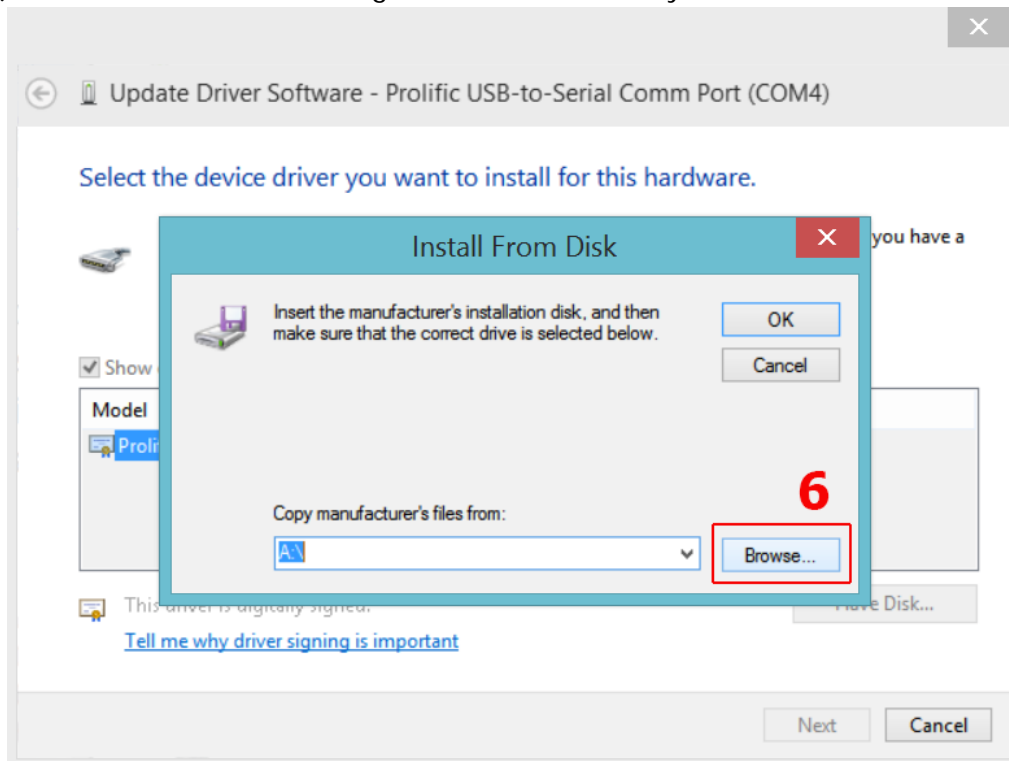 Update Driver Software - Prolific USB-to-Serial Comm Port (COM4)
Select the device driver you want to install for this hardware.
you have a
Install From Disk
Insert the manufacturer's installation disk, and then
make sure that the correct drive is selected below.
OK
Cancel
Show
Model
Prolif
6
Copy manufacturer's files from:
A:\
Browse...
This driver is digitally signed.
Have Disk...
Tell me why driver signing is important
Next
Cancel